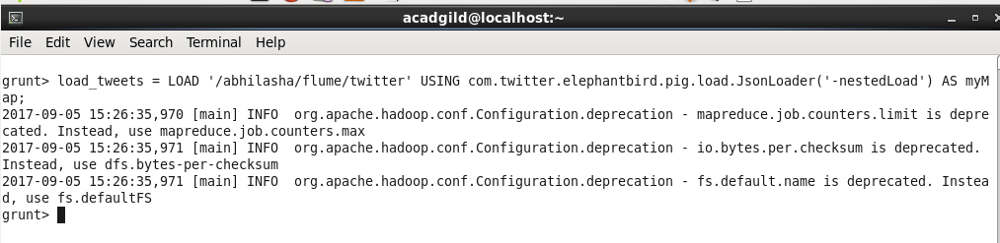 acadgild@localhost:~
File Edit View Search Terminal Help
grunt> load_tweets = LOAD '/abhilasha/flume/twitter' USING com.twitter.elephantbird.pig.load.JsonLoader('-nestedLoad') AS myM
ap;
2017-09-05 15:26:35,970 [main] INFO  org.apache.hadoop.conf.Configuration.deprecation - mapreduce.job.counters.limit is depre
cated. Instead, use mapreduce.job.counters.max
2017-09-05 15:26:35,971 [main] INFO  org.apache.hadoop.conf.Configuration.deprecation - io.bytes.per.checksum is deprecated.
Instead, use dfs.bytes-per-checksum
2017-09-05 15:26:35,971 [main] INFO  org.apache.hadoop.conf.Configuration.deprecation - fs.default.name is deprecated. Instea
d, use fs.defaultFS
grunt>